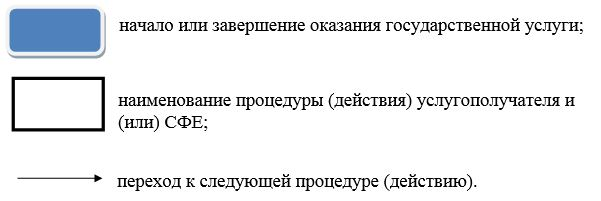 начало или завершение оказания государственной услуги;
наименование процедуры (действия) услугополучателя и
(или) СФЕ;
переход к следующей процедуре (действию).